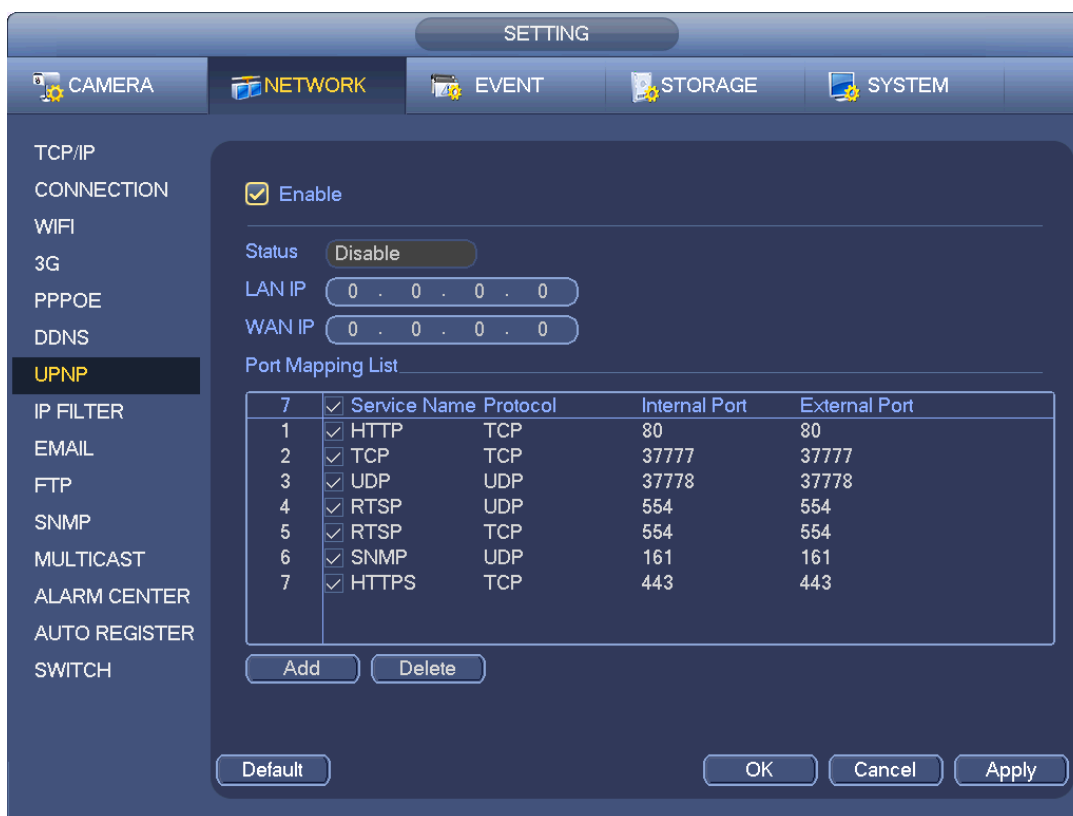 SETTING
CAMERA NETWORK EVENT STORAGE SYSTEM
TCP/IP
CONNECTION
WIFI
3G
PPPOE
DDNS
UPNP
IP FILTER
EMAIL
FTP
SNMP
MULTICAST
ALARM CENTER
AUTO REGISTER
SWITCH
Enable
Status Disable
LAN IP 0 . 0 . 0 . 0
WAN IP 0 . 0 . 0 . 0
Port Mapping List
7 Service Name Protocol Internal Port External Port
1 HTTP TCP 80 80
2 TCP TCP 37777 37777
3 UDP UDP 37778 37778
4 RTSP UDP 554 554
5 RTSP TCP 554 554
6 SNMP UDP 161 161
7 HTTPS TCP 443 443
Add Delete
Default OK Cancel Apply